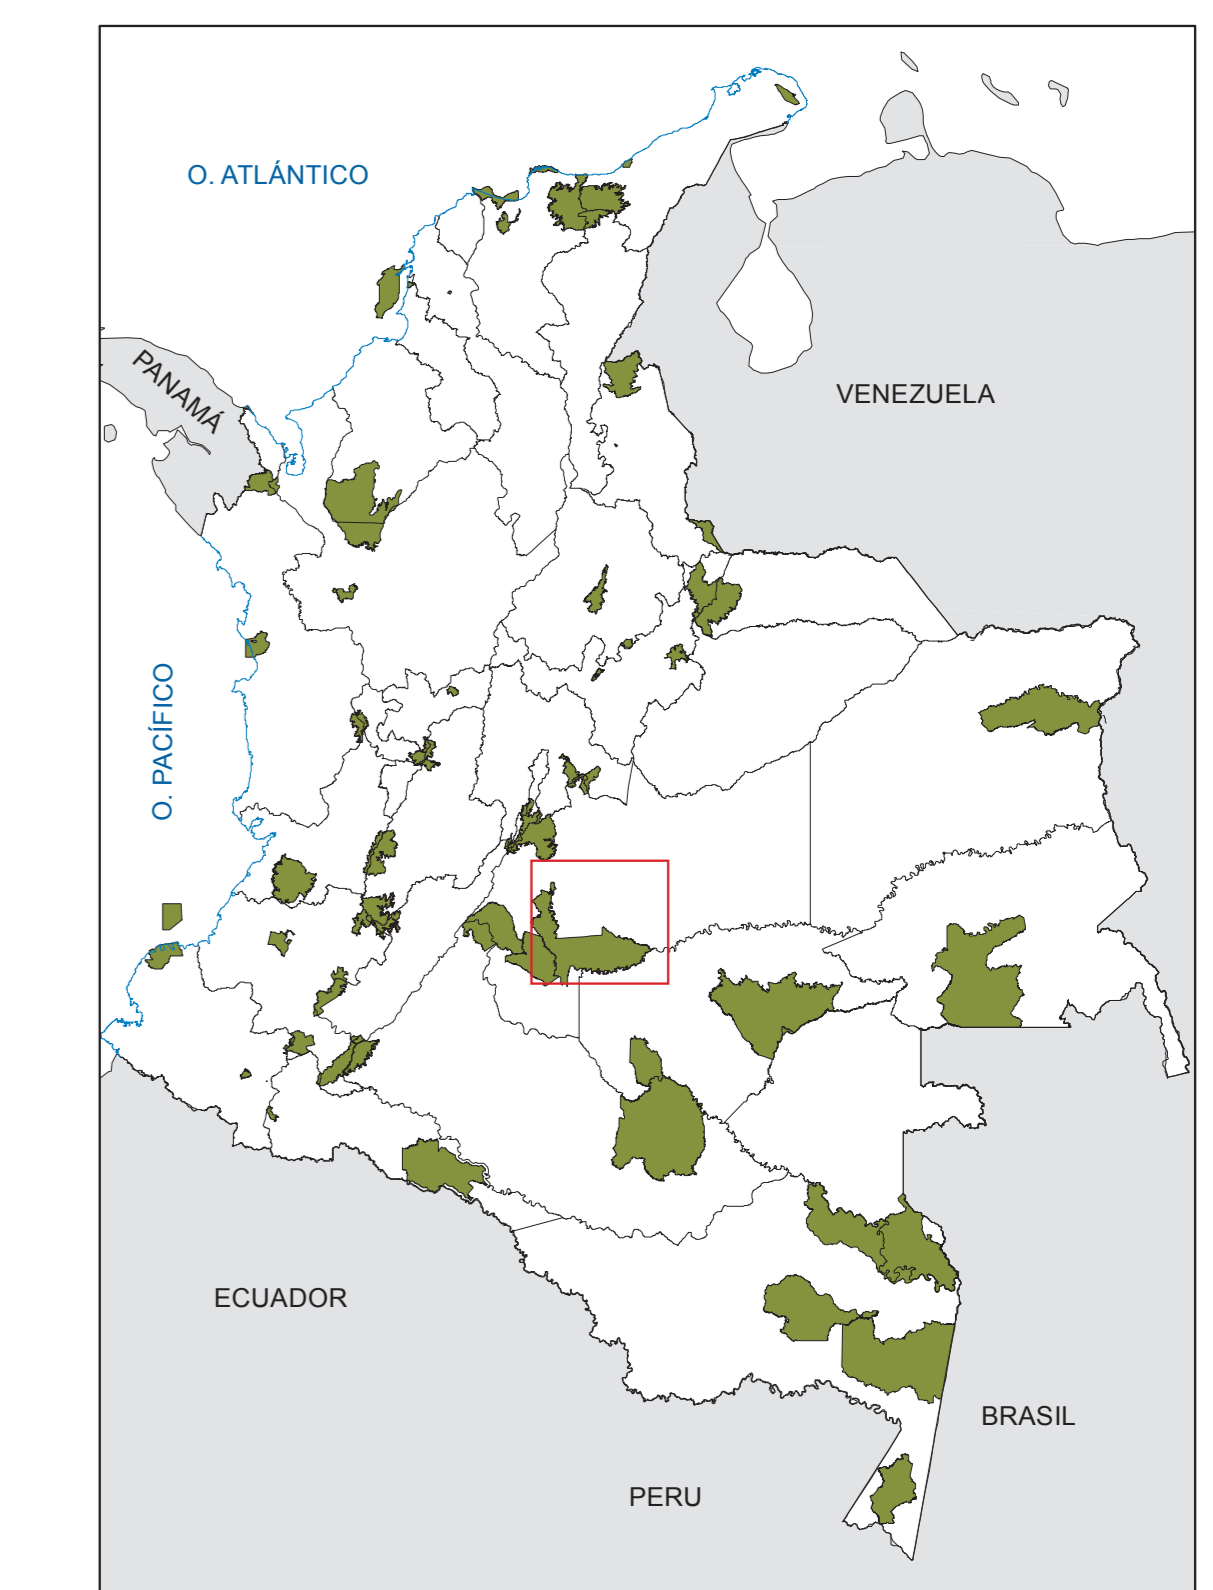 O. ATLÁNTICO
PANAMÁ
VENEZUELA
O. PACÍFICO
ECUADOR
BRASIL
PERU